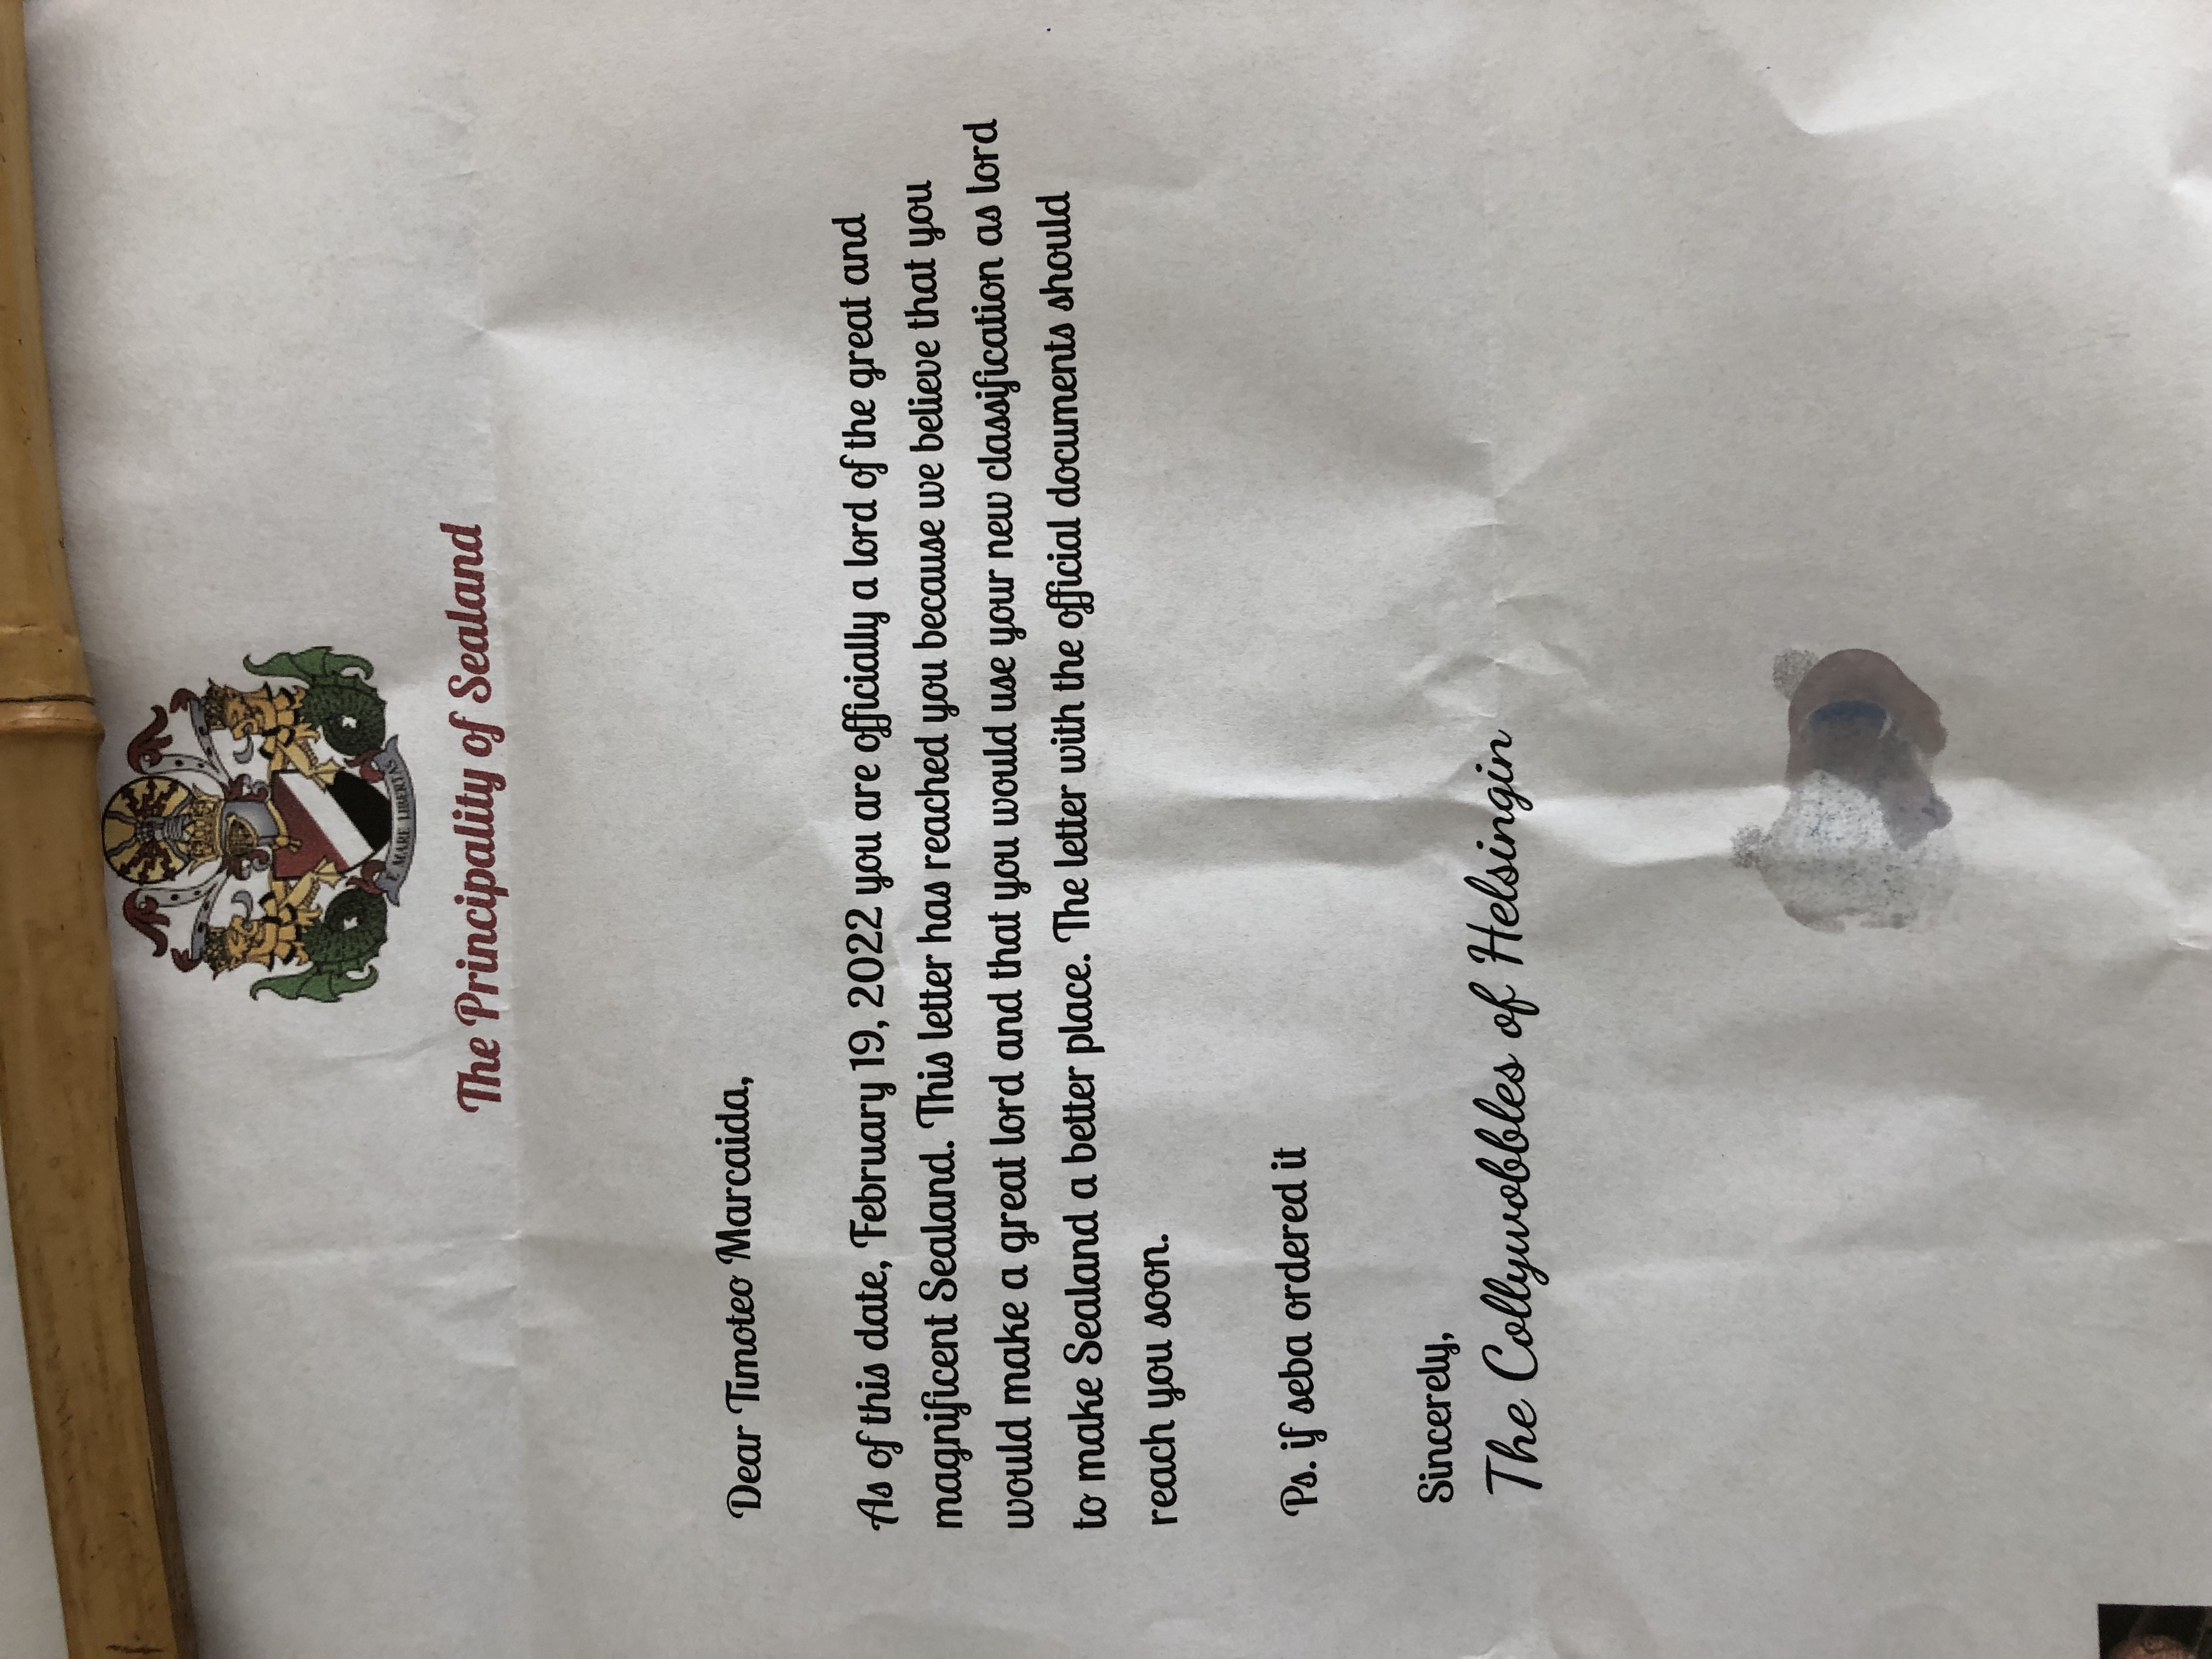 E MARE LIBERTAS
The Principality of Sealand
Dear Timoteo Marcaida,
As of this date, February 19, 2022 you are officially a lord of the great and
magnificent Sealand. This letter has reached you because we believe that you
would make a great lord and that you would use your new classification as lord
to make Sealand a better place. The letter with the official documents should
reach you soon.
Ps. if seba ordered it
Sincerely,
The Collywobbles of Helsingin